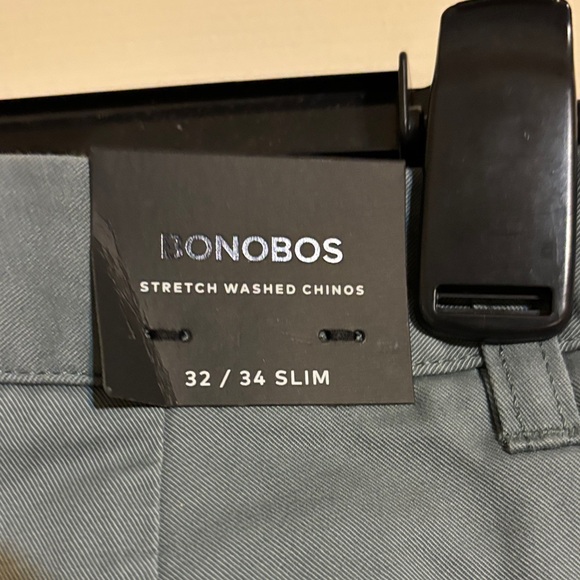 BONOBOS
STRETCH WASHED CHINOS
32 / 34 SLIM